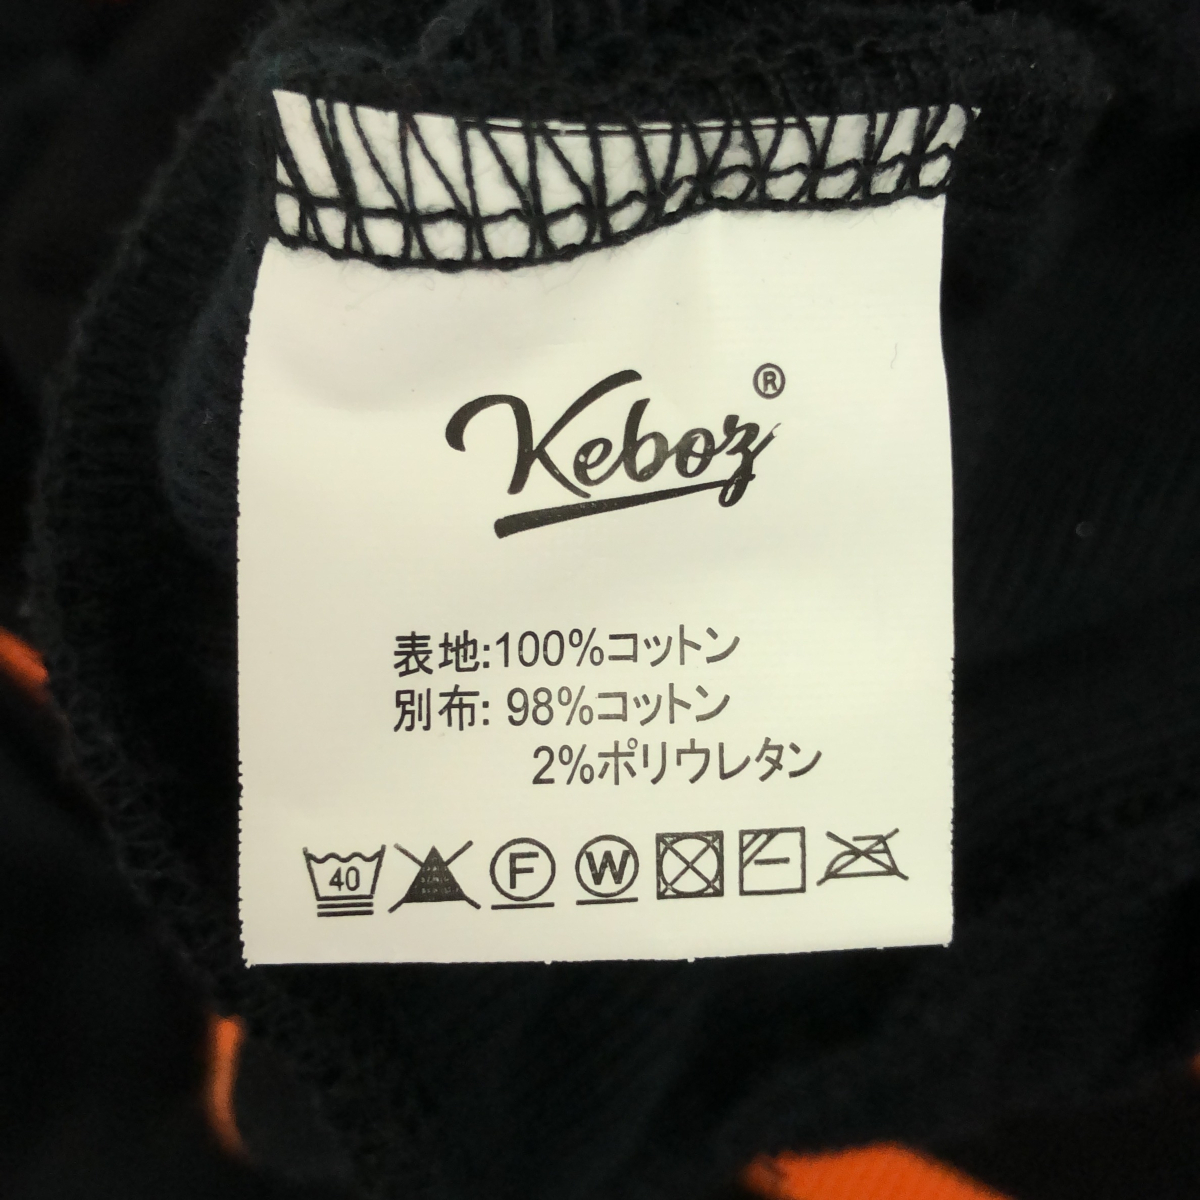 Keboz®
表地:100%コットン
別布: 98%コットン
2%ポリウレタン
40 F W